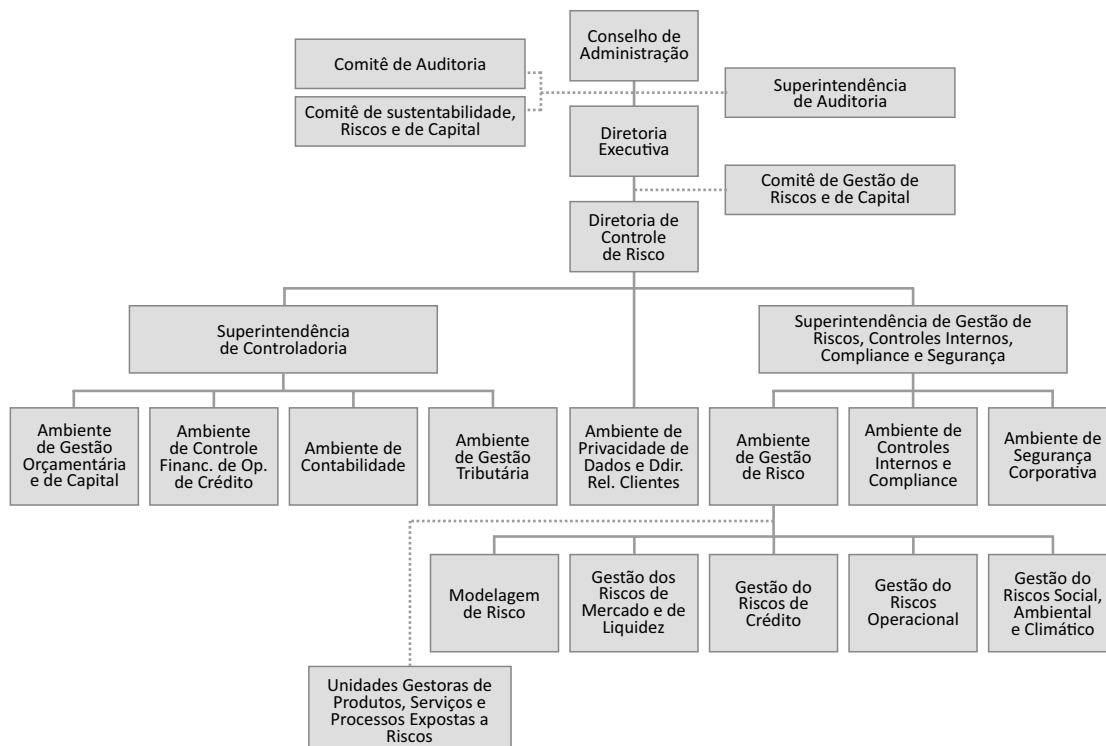 Conselho de
Administração
Comitê de Auditoria
Comitê de sustentabilidade,
Riscos e de Capital
Superintendência
de Auditoria
Diretoria
Executiva
Comitê de Gestão de
Riscos e de Capital
Diretoria de
Controle
de Risco
Superintendência
de Controladoria
Superintendência de Gestão de
Riscos, Controles Internos,
Compliance e Segurança
Ambiente
de Gestão
Orçamentária
e de Capital
Ambiente
de Controle
Financ. de Op.
de Crédito
Ambiente de
Contabilidade
Ambiente
de Gestão
Tributária
Ambiente de
Privacidade de
Dados e Ddir.
Rel. Clientes
Ambiente
de Gestão
de Risco
Ambiente de
Controles
Internos e
Compliance
Ambiente de
Segurança
Corporativa
Modelagem
de Risco
Gestão dos
Riscos de
Mercado e de
Liquidez
Gestão do
Riscos de
Crédito
Gestão do
Riscos
Operacional
Gestão do
Riscos Social,
Ambiental
e Climático
Unidades Gestoras de
Produtos, Serviços e
Processos Expostas a
Riscos